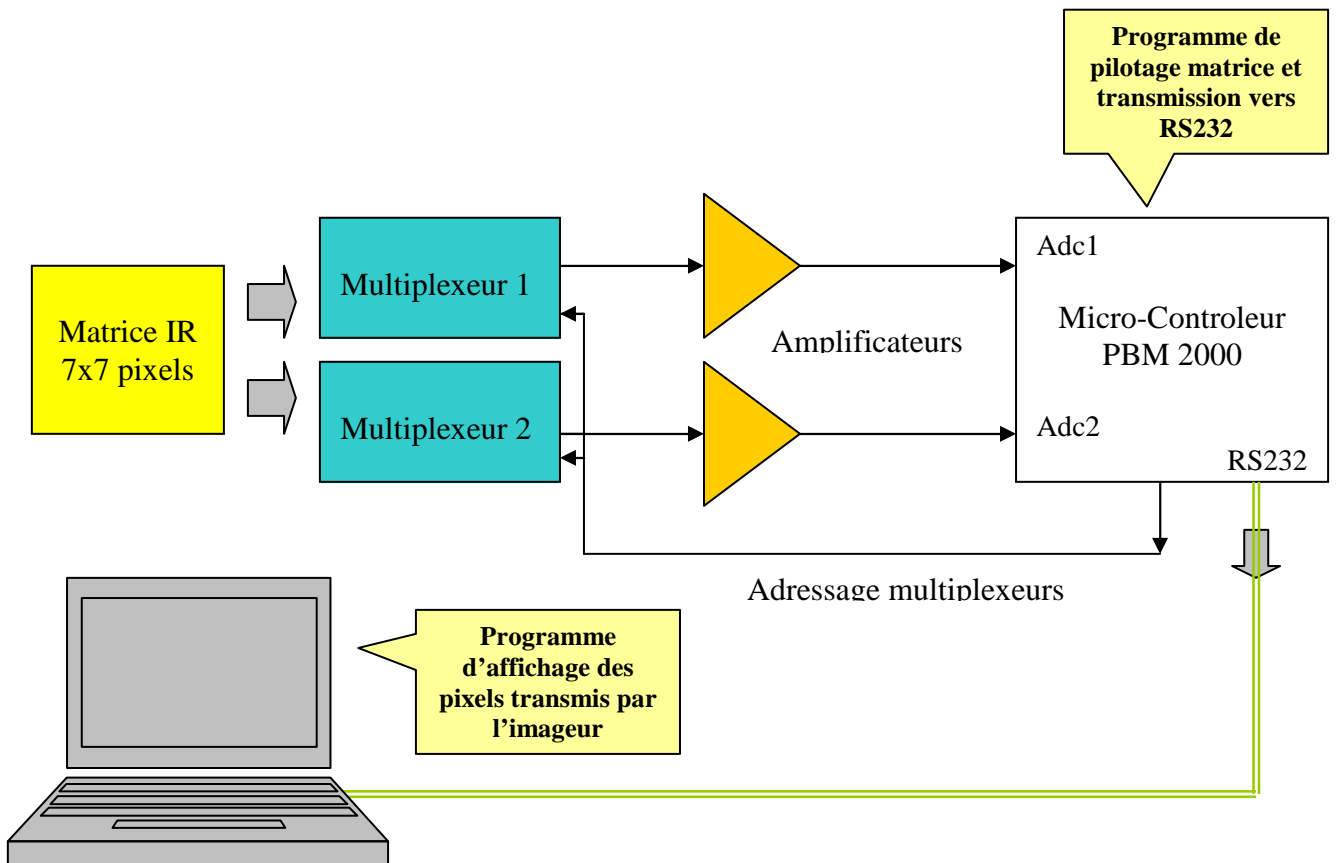 Programme de
pilotage matrice et
transmission vers
RS232
Matrice IR
7x7 pixels
Multiplexeur 1
Multiplexeur 2
Amplificateurs
Adc1
Micro-Controleur
PBM 2000
Adc2
RS232
Adressage multiplexeurs
Programme
d’affichage des
pixels transmis par
l’imageur